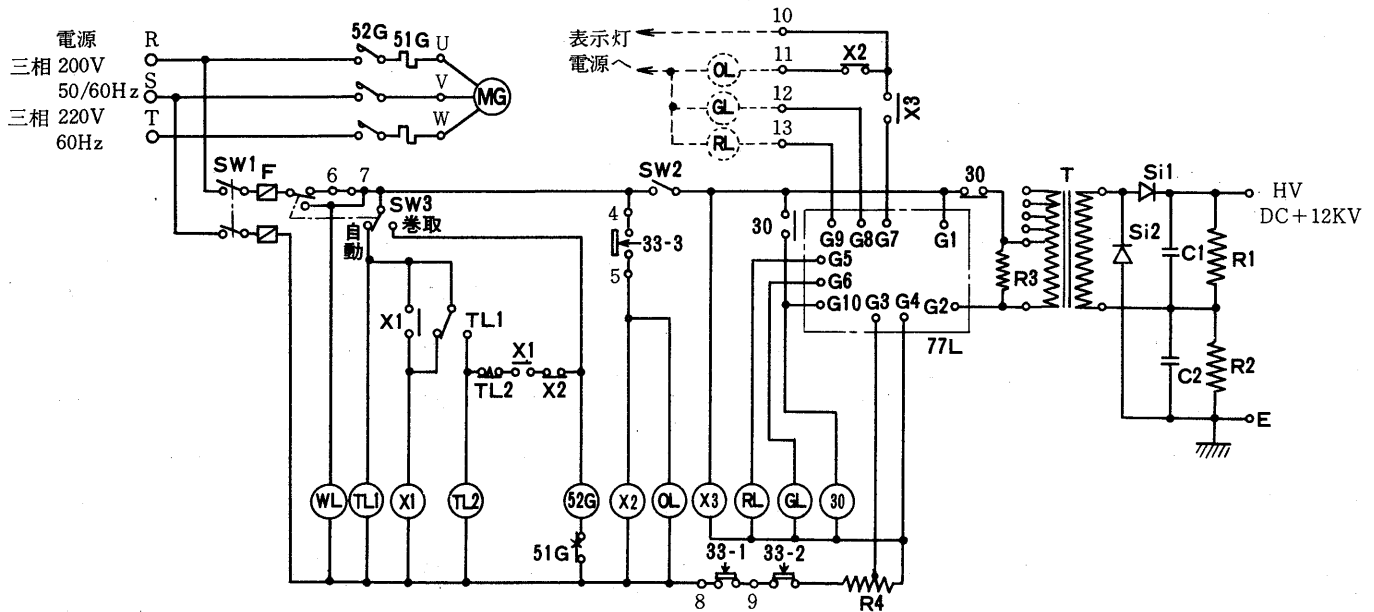 電源
三相 200V
50/60Hz
三相 220V
60Hz
R
S
T
52G
51G
U
V
W
MG
表示灯
電源へ
10
11
12
13
OL
GL
RL
X2
X3
SW1
F
6
7
SW3
自動
巻取
4
33-3
5
SW2
30
30
G9
G8
G7
G1
G5
G6
G10
G3
G4
G2
77L
R3
T
Si1
Si2
C1
R1
C2
R2
HV
DC+12KV
E
X1
TL1
TL2
X1
X2
WL
TL1
X1
TL2
52G
X2
OL
X3
RL
GL
30
51G
33-1
33-2
8
9
R4